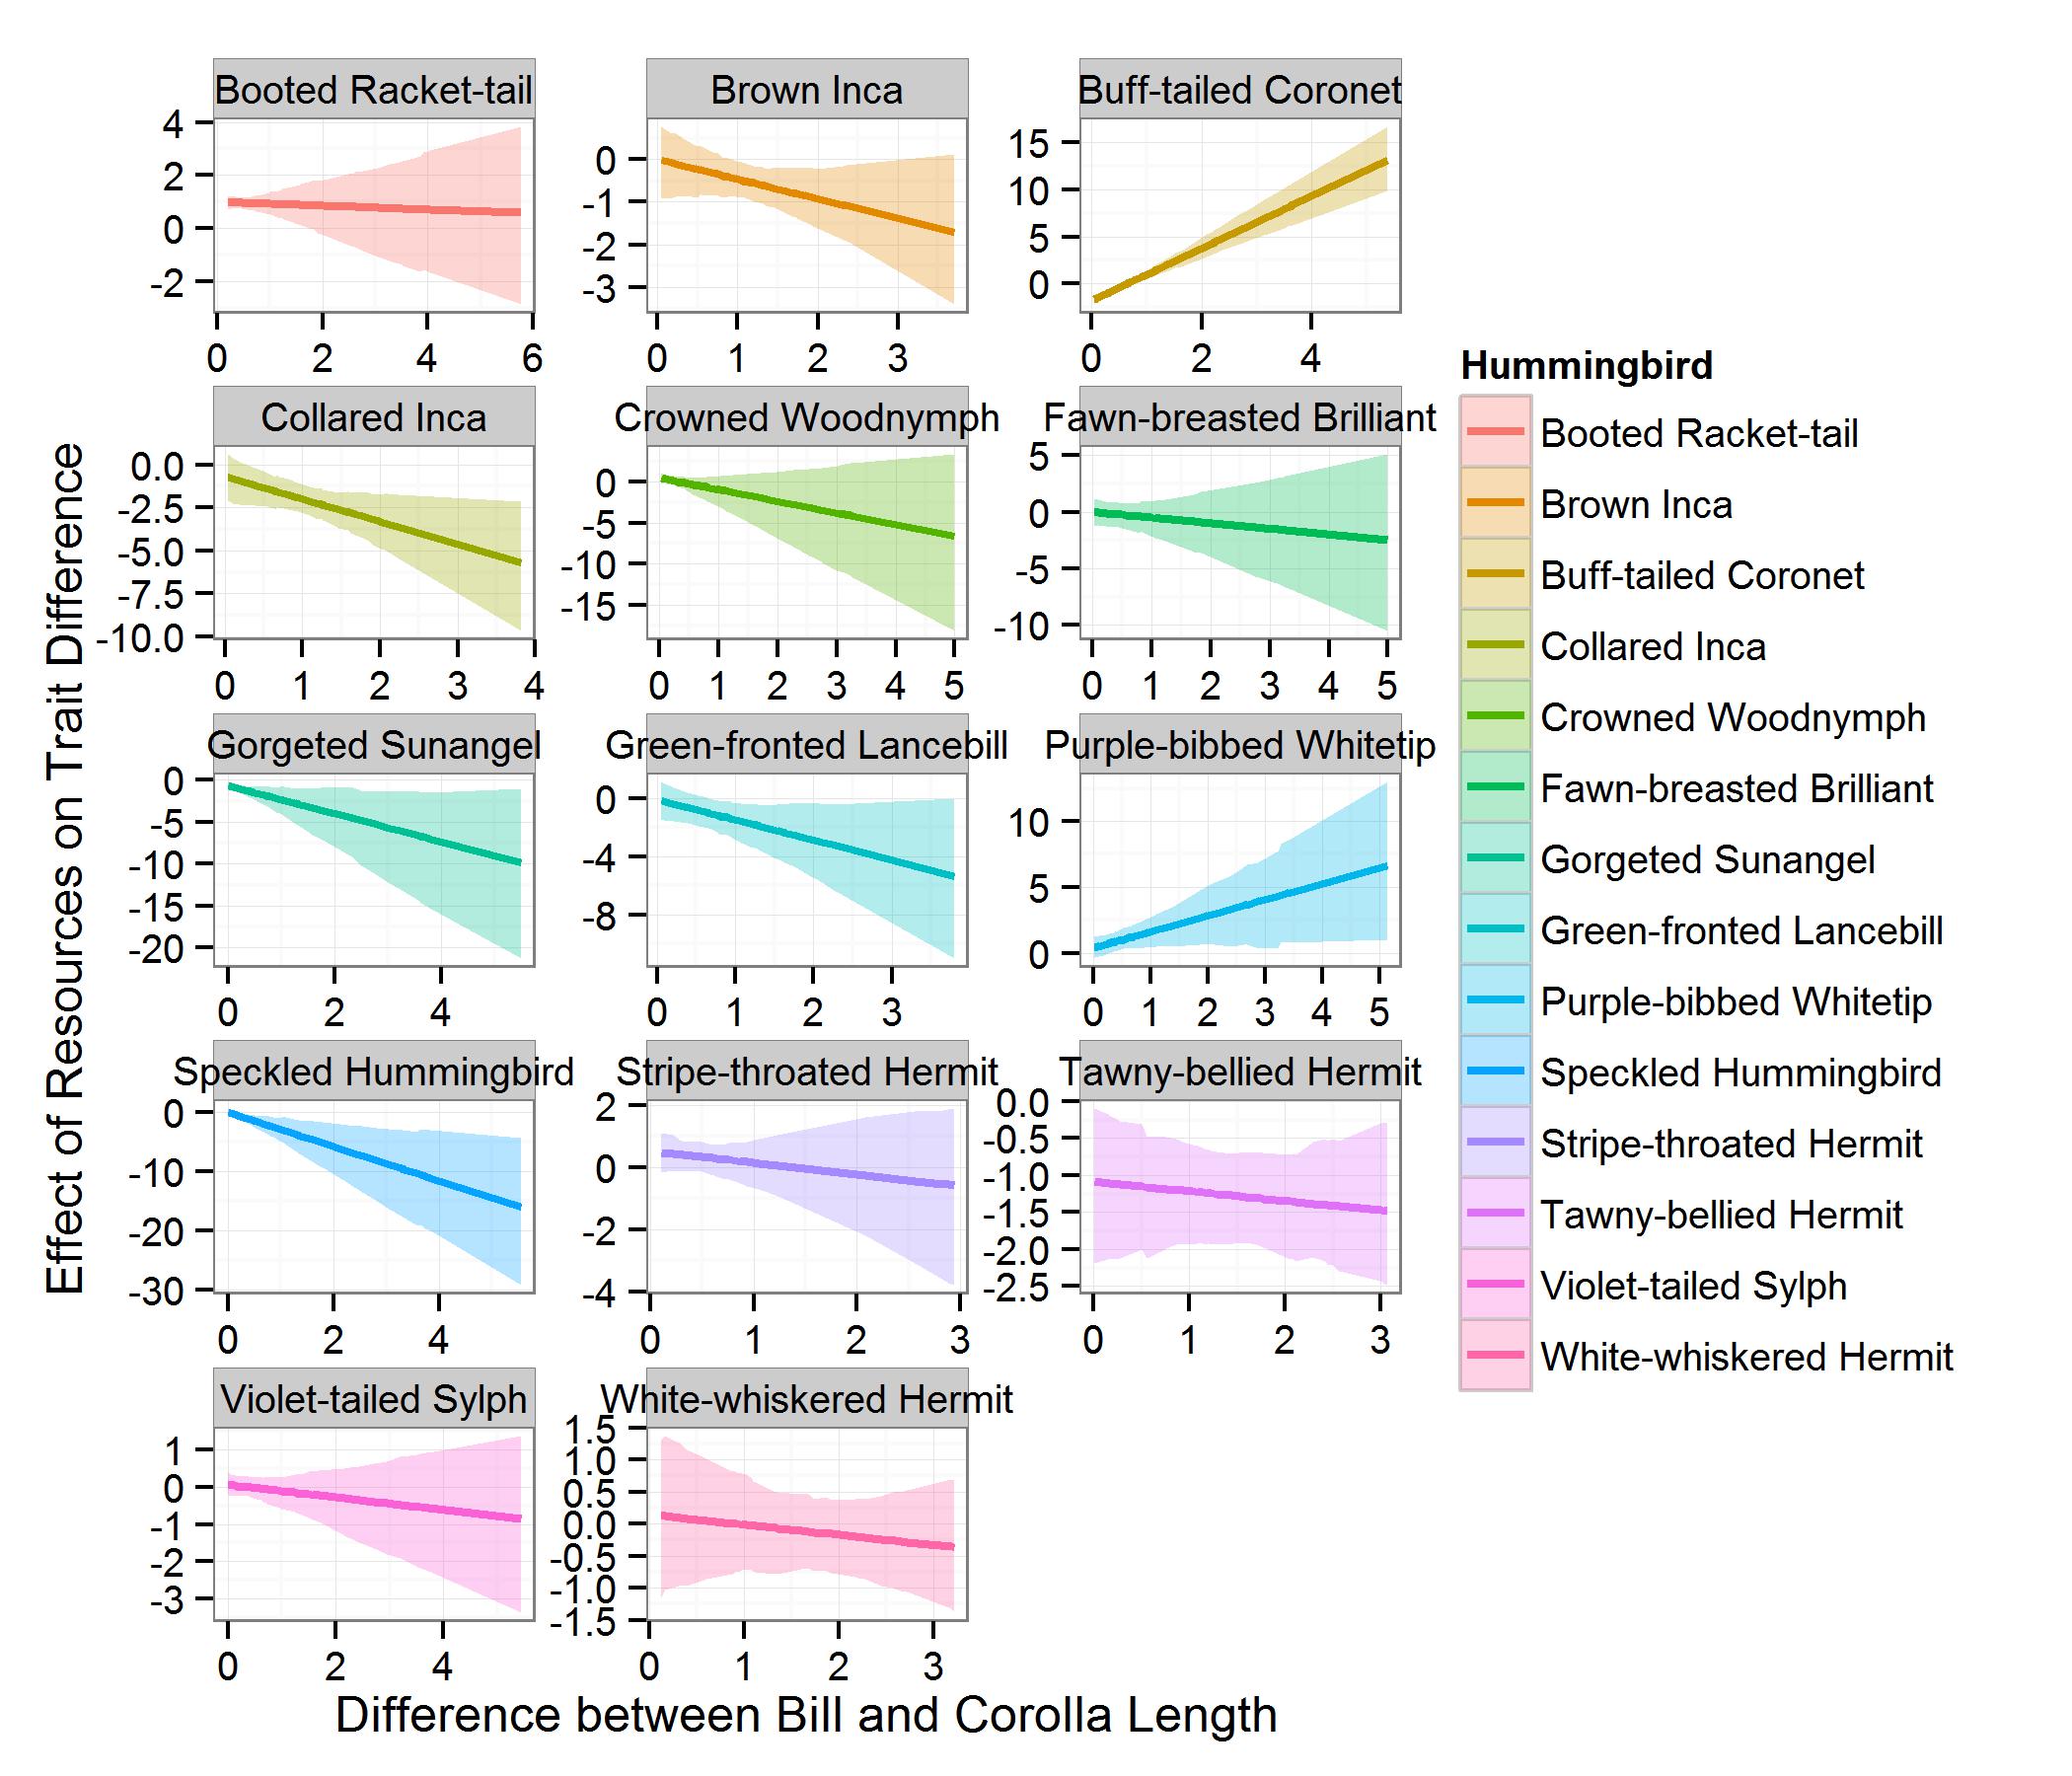 Booted Racket-tail
4
2
0
-2
0 2 4 6
Brown Inca
0
-1
-2
-3
0 1 2 3
Buff-tailed Coronet
15
10
5
0
0 2 4
Collared Inca
0.0
-2.5
-5.0
-7.5
-10.0
0 1 2 3 4
Crowned Woodnymph
0
-5
-10
-15
0 1 2 3 4 5
Fawn-breasted Brilliant
5
0
-5
-10
0 1 2 3 4 5
Gorgeted Sunangel
0
-5
-10
-15
-20
0 2 4
Green-fronted Lancebill
0
-4
-8
0 1 2 3
Purple-bibbed Whitetip
10
5
0
0 1 2 3 4 5
Speckled Hummingbird
0
-10
-20
-30
0 2 4
Stripe-throated Hermit
2
0
-2
-4
0 1 2 3
Tawny-bellied Hermit
0.0
-0.5
-1.0
-1.5
-2.0
-2.5
0 1 2 3
Violet-tailed Sylph
1
0
-1
-2
-3
0 2 4
White-whiskered Hermit
1.5
1.0
0.5
0.0
-0.5
-1.0
-1.5
0 1 2 3
Effect of Resources on Trait Difference
Difference between Bill and Corolla Length
Hummingbird
Booted Racket-tail
Brown Inca
Buff-tailed Coronet
Collared Inca
Crowned Woodnymph
Fawn-breasted Brilliant
Gorgeted Sunangel
Green-fronted Lancebill
Purple-bibbed Whitetip
Speckled Hummingbird
Stripe-throated Hermit
Tawny-bellied Hermit
Violet-tailed Sylph
White-whiskered Hermit